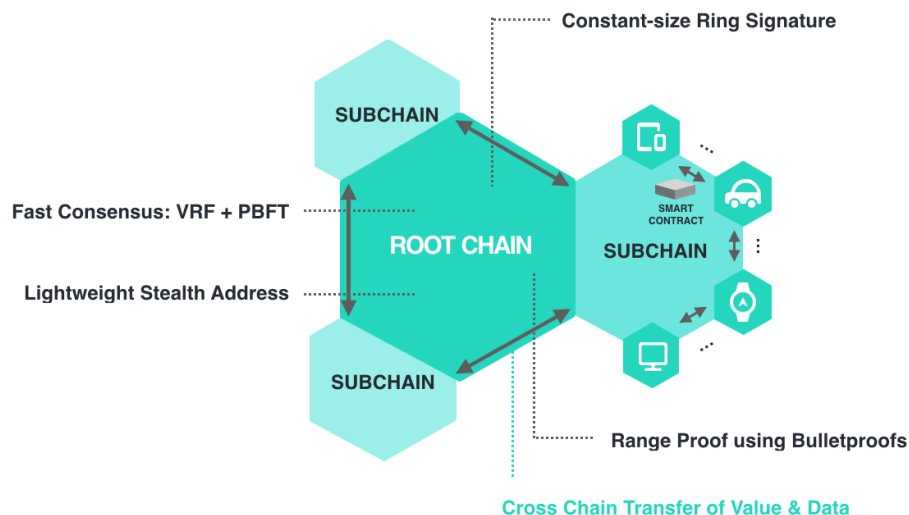 Constant-size Ring Signature
SUBCHAIN
Fast Consensus: VRF + PBFT
SMART
CONTRACT
ROOT CHAIN
SUBCHAIN
Lightweight Stealth Address
SUBCHAIN
Range Proof using Bulletproofs
Cross Chain Transfer of Value & Data